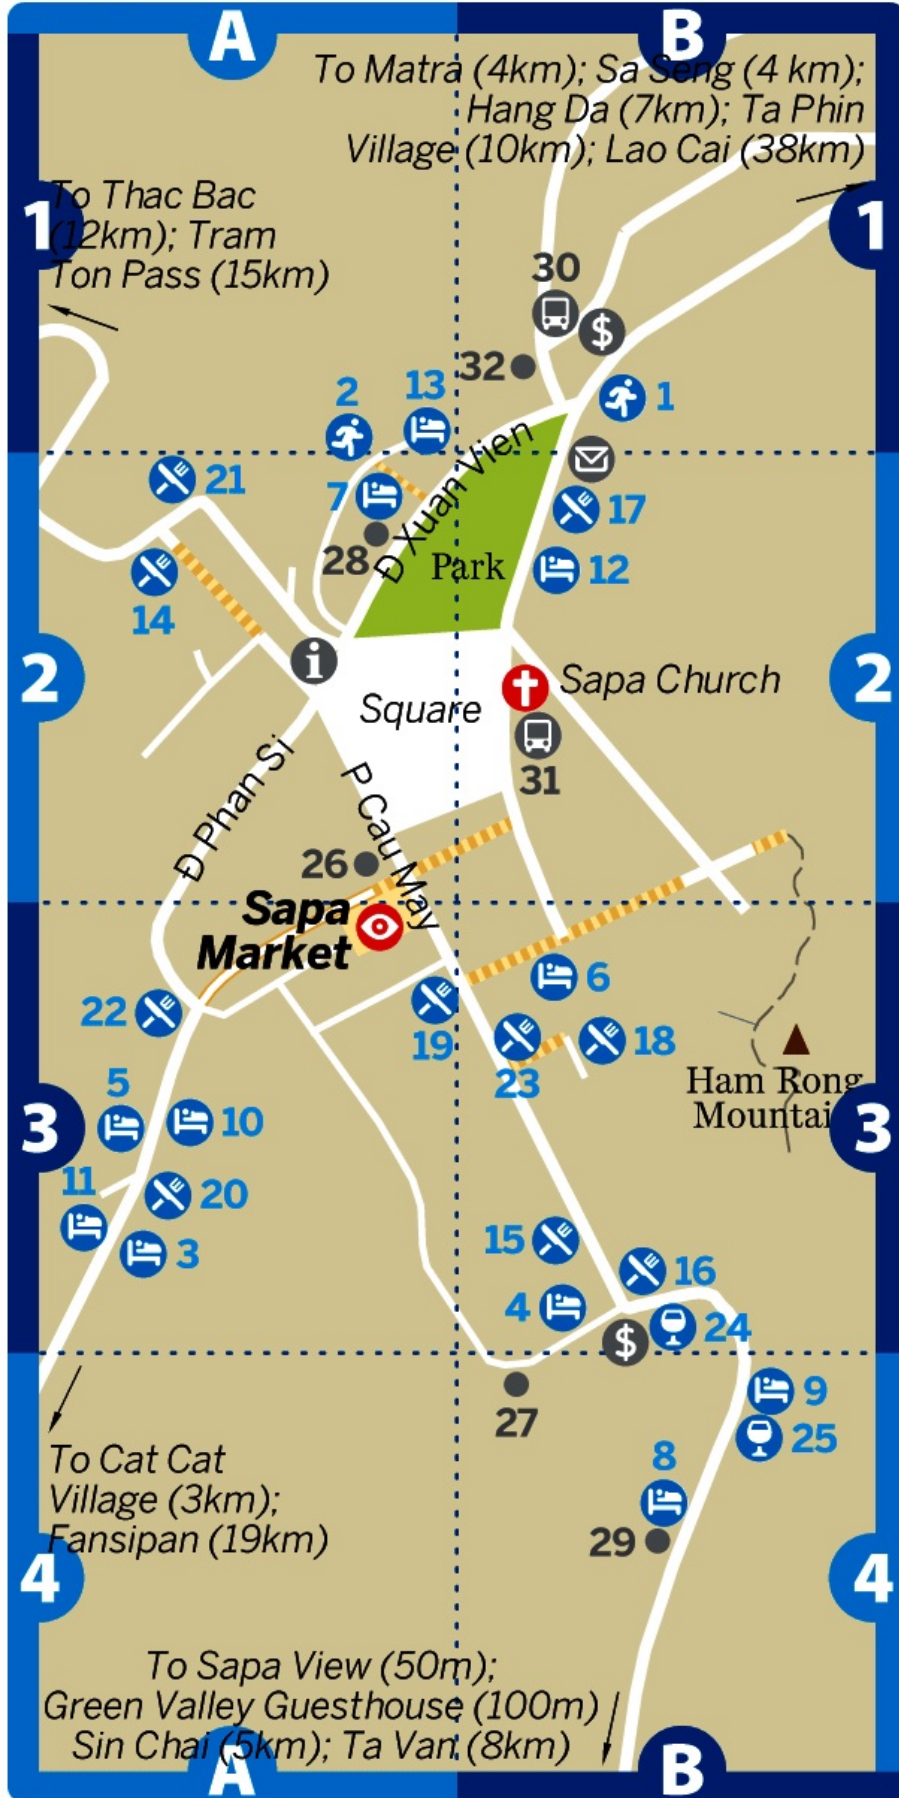 A
B
To Matra (4km); Sa Seng (4 km);
Hang Da (7km); Ta Phin
Village (10km); Lao Cai (38km)
To Thac Bac
(12km); Tram
Ton Pass (15km)
1
1
30
$
32
2
13
1
21
7
17
28
Đ Xuan Vien
Park
12
14
i
2
2
Sapa Church
Square
31
Đ Phan Si
P Cau May
26
Sapa
Market
6
22
19
23
18
Ham Rong
Mountain
5
10
3
3
11
20
3
15
16
4
$
24
9
27
25
8
29
To Cat Cat
Village (3km);
Fansipan (19km)
4
4
To Sapa View (50m);
Green Valley Guesthouse (100m)
Sin Chai (5km); Ta Van (8km)
A
B